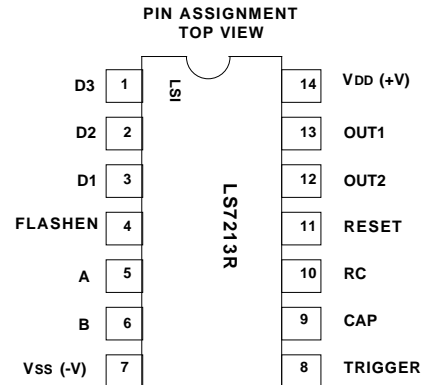 PIN ASSIGNMENT
TOP VIEW
D3 1 LSI 14 VDD (+V)
D2 2 13 OUT1
D1 3 12 OUT2
FLASHEN 4 LS7213R 11 RESET
A 5 10 RC
B 6 9 CAP
Vss (-V) 7 8 TRIGGER